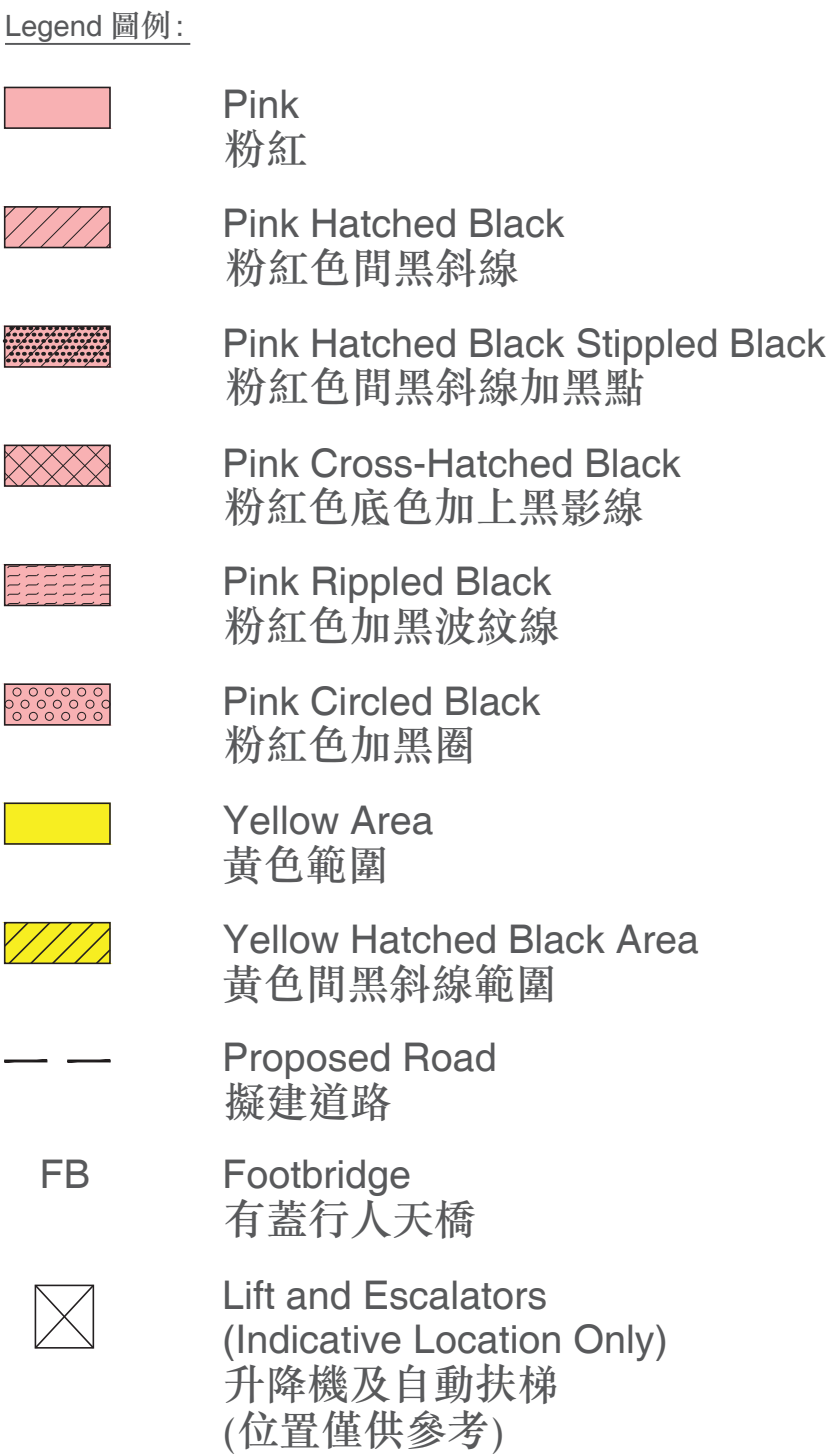 Legend 圖例:
Pink
粉紅
Pink Hatched Black
粉紅色間黑斜線
Pink Hatched Black Stippled Black
粉紅色間黑斜線加黑點
Pink Cross-Hatched Black
粉紅色底色加上黑影線
Pink Rippled Black
粉紅色加黑波紋線
Pink Circled Black
粉紅色加黑圈
Yellow Area
黃色範圍
Yellow Hatched Black Area
黃色間黑斜線範圍
Proposed Road
擬建道路
FB Footbridge
有蓋行人天橋
Lift and Escalators
(Indicative Location Only)
升降機及自動扶梯
(位置僅供參考)